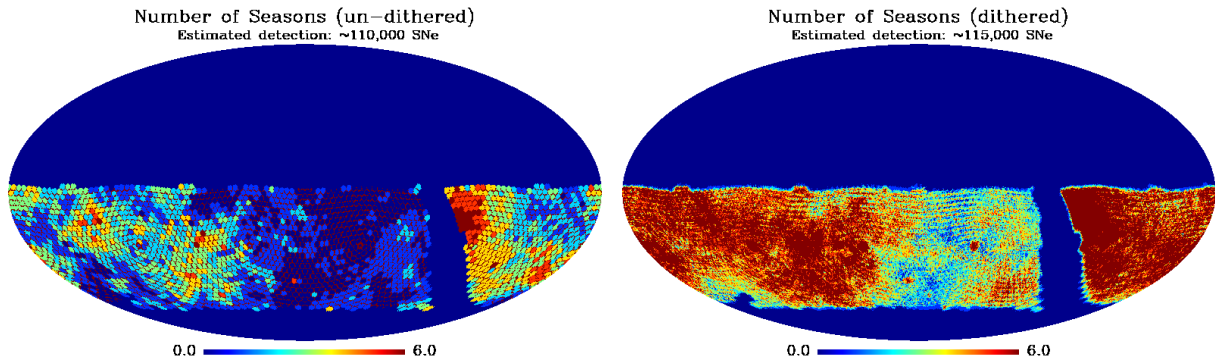 Number of Seasons (un-dithered)
Estimated detection: ~110,000 SNe
0.0 6.0
Number of Seasons (dithered)
Estimated detection: ~115,000 SNe
0.0 6.0